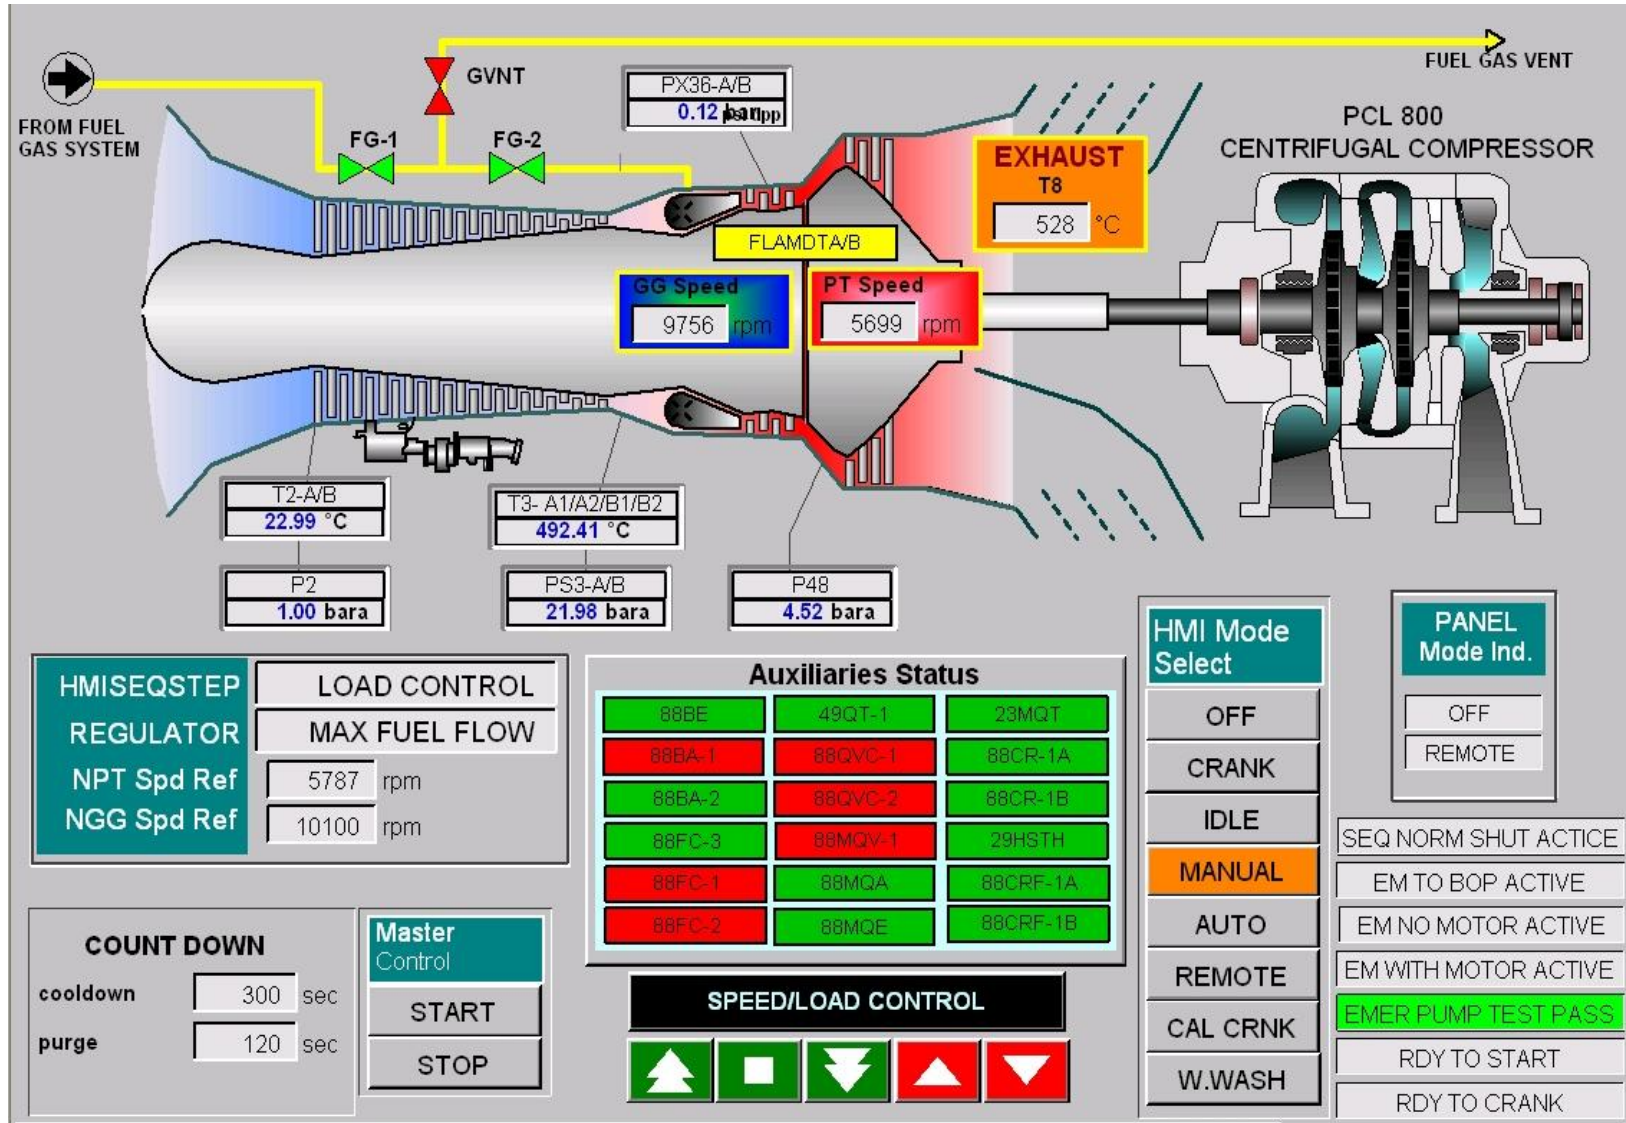 FUEL GAS VENT
GVNT
FROM FUEL
GAS SYSTEM
FG-1
FG-2
PX36-A/B
0.12
EXHAUST
T8
528 °C
PCL 800
CENTRIFUGAL COMPRESSOR
FLAMDTA/B
GG Speed
9756 rpm
PT Speed
5699 rpm
T2-A/B
22.99 °C
P2
1.00 bara
T3- A1/A2/B1/B2
492.41 °C
PS3-A/B
21.98 bara
P48
4.52 bara
HMISEQSTEP LOAD CONTROL
REGULATOR MAX FUEL FLOW
NPT Spd Ref 5787 rpm
NGG Spd Ref 10100 rpm
COUNT DOWN
cooldown 300 sec
purge 120 sec
Master
Control
START
STOP
Auxiliaries Status
88BE 49QT-1 23MQT
88BA-1 88QVC-1 88CR-1A
88BA-2 88QVC-2 88CR-1B
88FC-3 88MQV-1 29HSTH
88FC-1 88MQA 88CRF-1A
88FC-2 88MQE 88CRF-1B
SPEED/LOAD CONTROL
HMI Mode
Select
OFF
CRANK
IDLE
MANUAL
AUTO
REMOTE
CAL CRNK
W.WASH
PANEL
Mode Ind.
OFF
REMOTE
SEQ NORM SHUT ACTICE
EM TO BOP ACTIVE
EM NO MOTOR ACTIVE
EM WITH MOTOR ACTIVE
EMER PUMP TEST PASS
RDY TO START
RDY TO CRANK